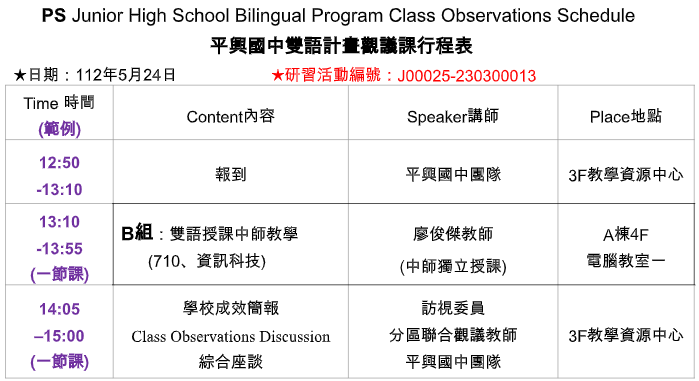 PS Junior High School Bilingual Program Class Observations Schedule
平興國中雙語計畫觀議課行程表
★日期：112年5月24日 ★研習活動編號：J00025-230300013
Time 時間
(範例)
Content內容
Speaker講師
Place地點
12:50
-13:10
報到
平興國中團隊
3F教學資源中心
13:10
-13:55
(一節課)
B組：雙語授課中師教學
(710、資訊科技)
廖俊傑教師
(中師獨立授課)
A棟4F
電腦教室一
14:05
–15:00
(一節課)
學校成效簡報
Class Observations Discussion
綜合座談
訪視委員
分區聯合觀議教師
平興國中團隊
3F教學資源中心